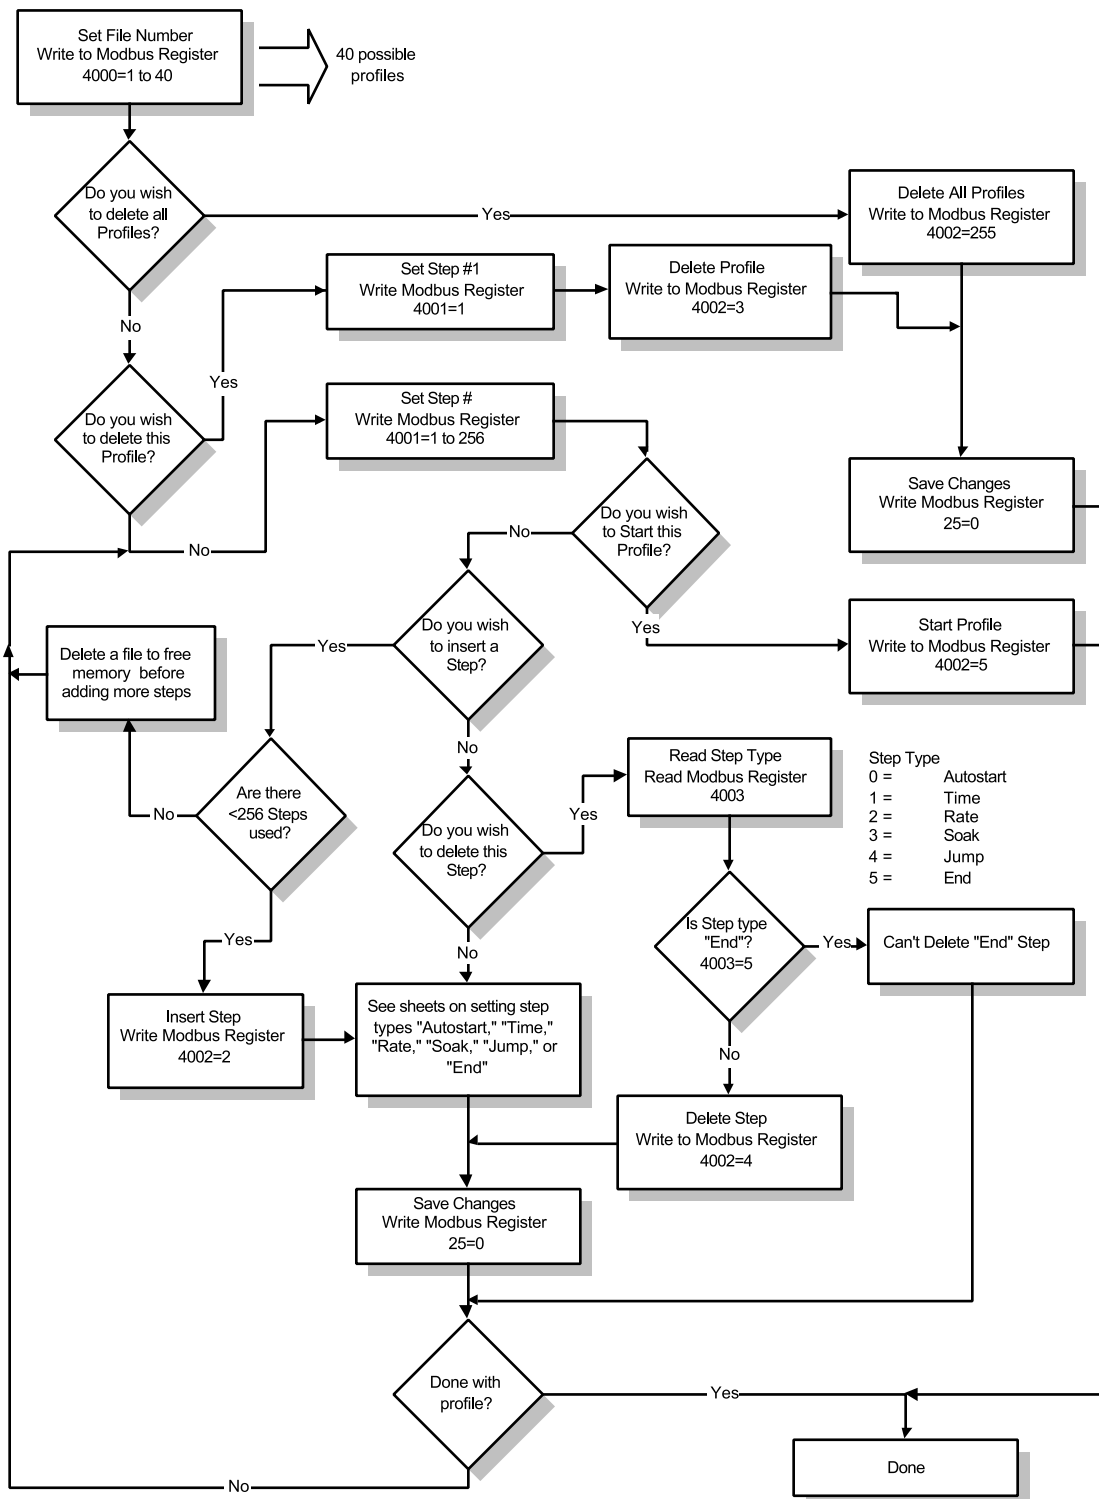 Set File Number
Write to Modbus Register
4000=1 to 40
40 possible
profiles
Do you wish
to delete all
Profiles?
Yes
Delete All Profiles
Write to Modbus Register
4002=255
No
Set Step #1
Write Modbus Register
4001=1
Delete Profile
Write to Modbus Register
4002=3
Yes
Do you wish
to delete this
Profile?
Set Step #
Write Modbus Register
4001=1 to 256
No
Do you wish
to Start this
Profile?
No
Save Changes
Write Modbus Register
25=0
Yes
Start Profile
Write to Modbus Register
4002=5
Do you wish
to insert a
Step?
Yes
Delete a file to free
memory before
adding more steps
No
Are there
<256 Steps
used?
No
Do you wish
to delete this
Step?
Yes
Read Step Type
Read Modbus Register
4003
Step Type
0 = Autostart
1 = Time
2 = Rate
3 = Soak
4 = Jump
5 = End
Yes
No
Is Step type
"End"?
4003=5
Yes
Can't Delete "End" Step
Insert Step
Write Modbus Register
4002=2
See sheets on setting step
types "Autostart," "Time,"
"Rate," "Soak," "Jump," or
"End"
No
Delete Step
Write to Modbus Register
4002=4
Save Changes
Write Modbus Register
25=0
Done with
profile?
Yes
Done
No